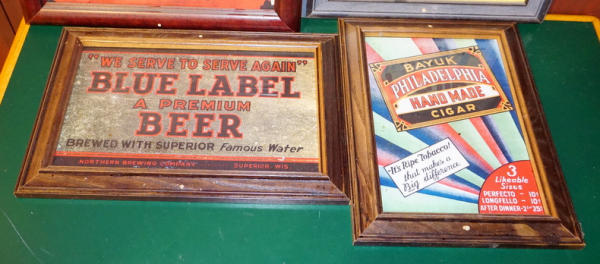 "WE SERVE TO SERVE AGAIN"
BLUE LABEL
A PREMIUM
BEER
BREWED WITH SUPERIOR Famous Water
NORTHERN BREWING COMPANY SUPERIOR, WIS.
BAYUK
PHILADELPHIA
HAND MADE
CIGAR
-It's Ripe Tobacco!
that makes a
Big difference.
3
Likeable
Sizes
PERFECTO - 10¢
LONGFELLO - 10¢
AFTER DINNER-2 FOR 25¢